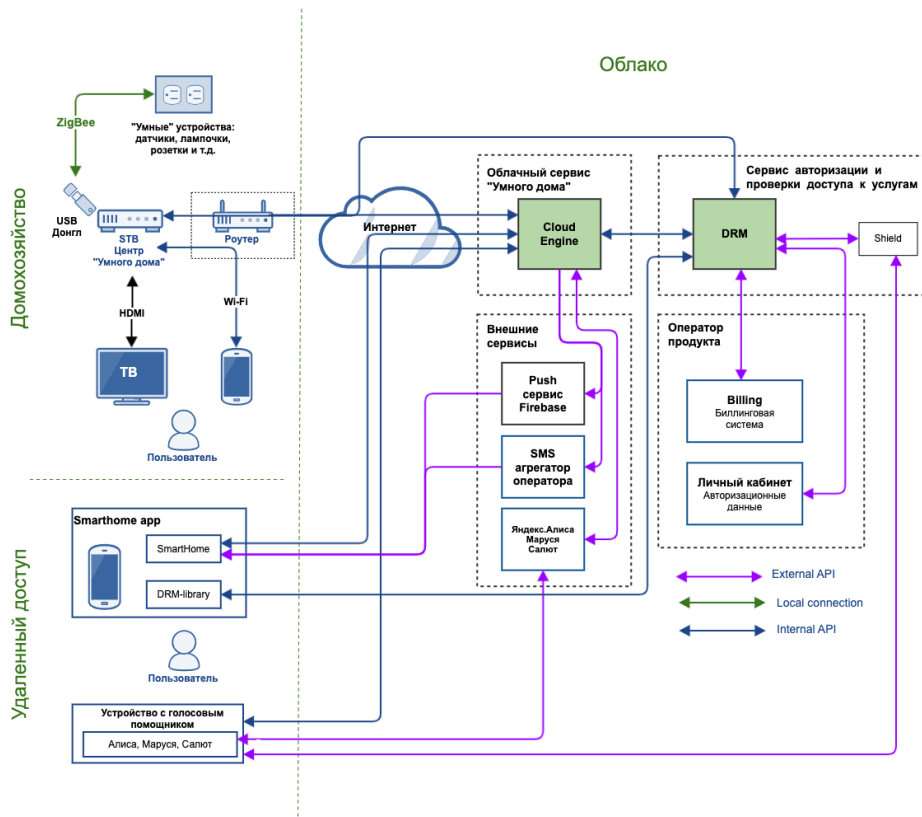 Облако
Домохозяйство
ZigBee
"Умные" устройства:
датчики, лампочки,
розетки и т.д.
USB
Донгл
STB
Центр
"Умного дома"
Роутер
Интернет
HDMI
Wi-Fi
ТВ
Пользователь
Облачный сервис
"Умного дома"
Cloud
Engine
Сервис авторизации и
проверки доступа к услугам
DRM
Shield
Внешние
сервисы
Push
сервис
Firebase
SMS
агрегатор
оператора
Яндекс.Алиса
Маруся
Салют
Оператор
продукта
Billing
Биллинговая
система
Личный кабинет
Авторизационные
данные
External API
Local connection
Internal API
Удаленный доступ
Smarthome app
SmartHome
DRM-library
Пользователь
Устройство с голосовым
помощником
Алиса, Маруся, Салют